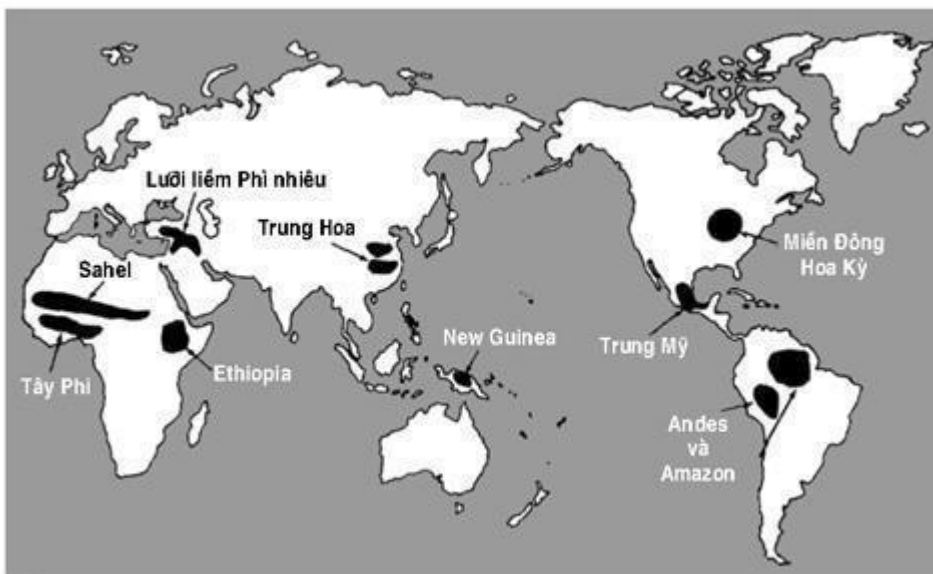 Lưỡi liềm Phì nhiêu
Trung Hoa
Sahel
Tây Phi
Ethiopia
New Guinea
Miền Đông
Hoa Kỳ
Trung Mỹ
Andes
và
Amazon